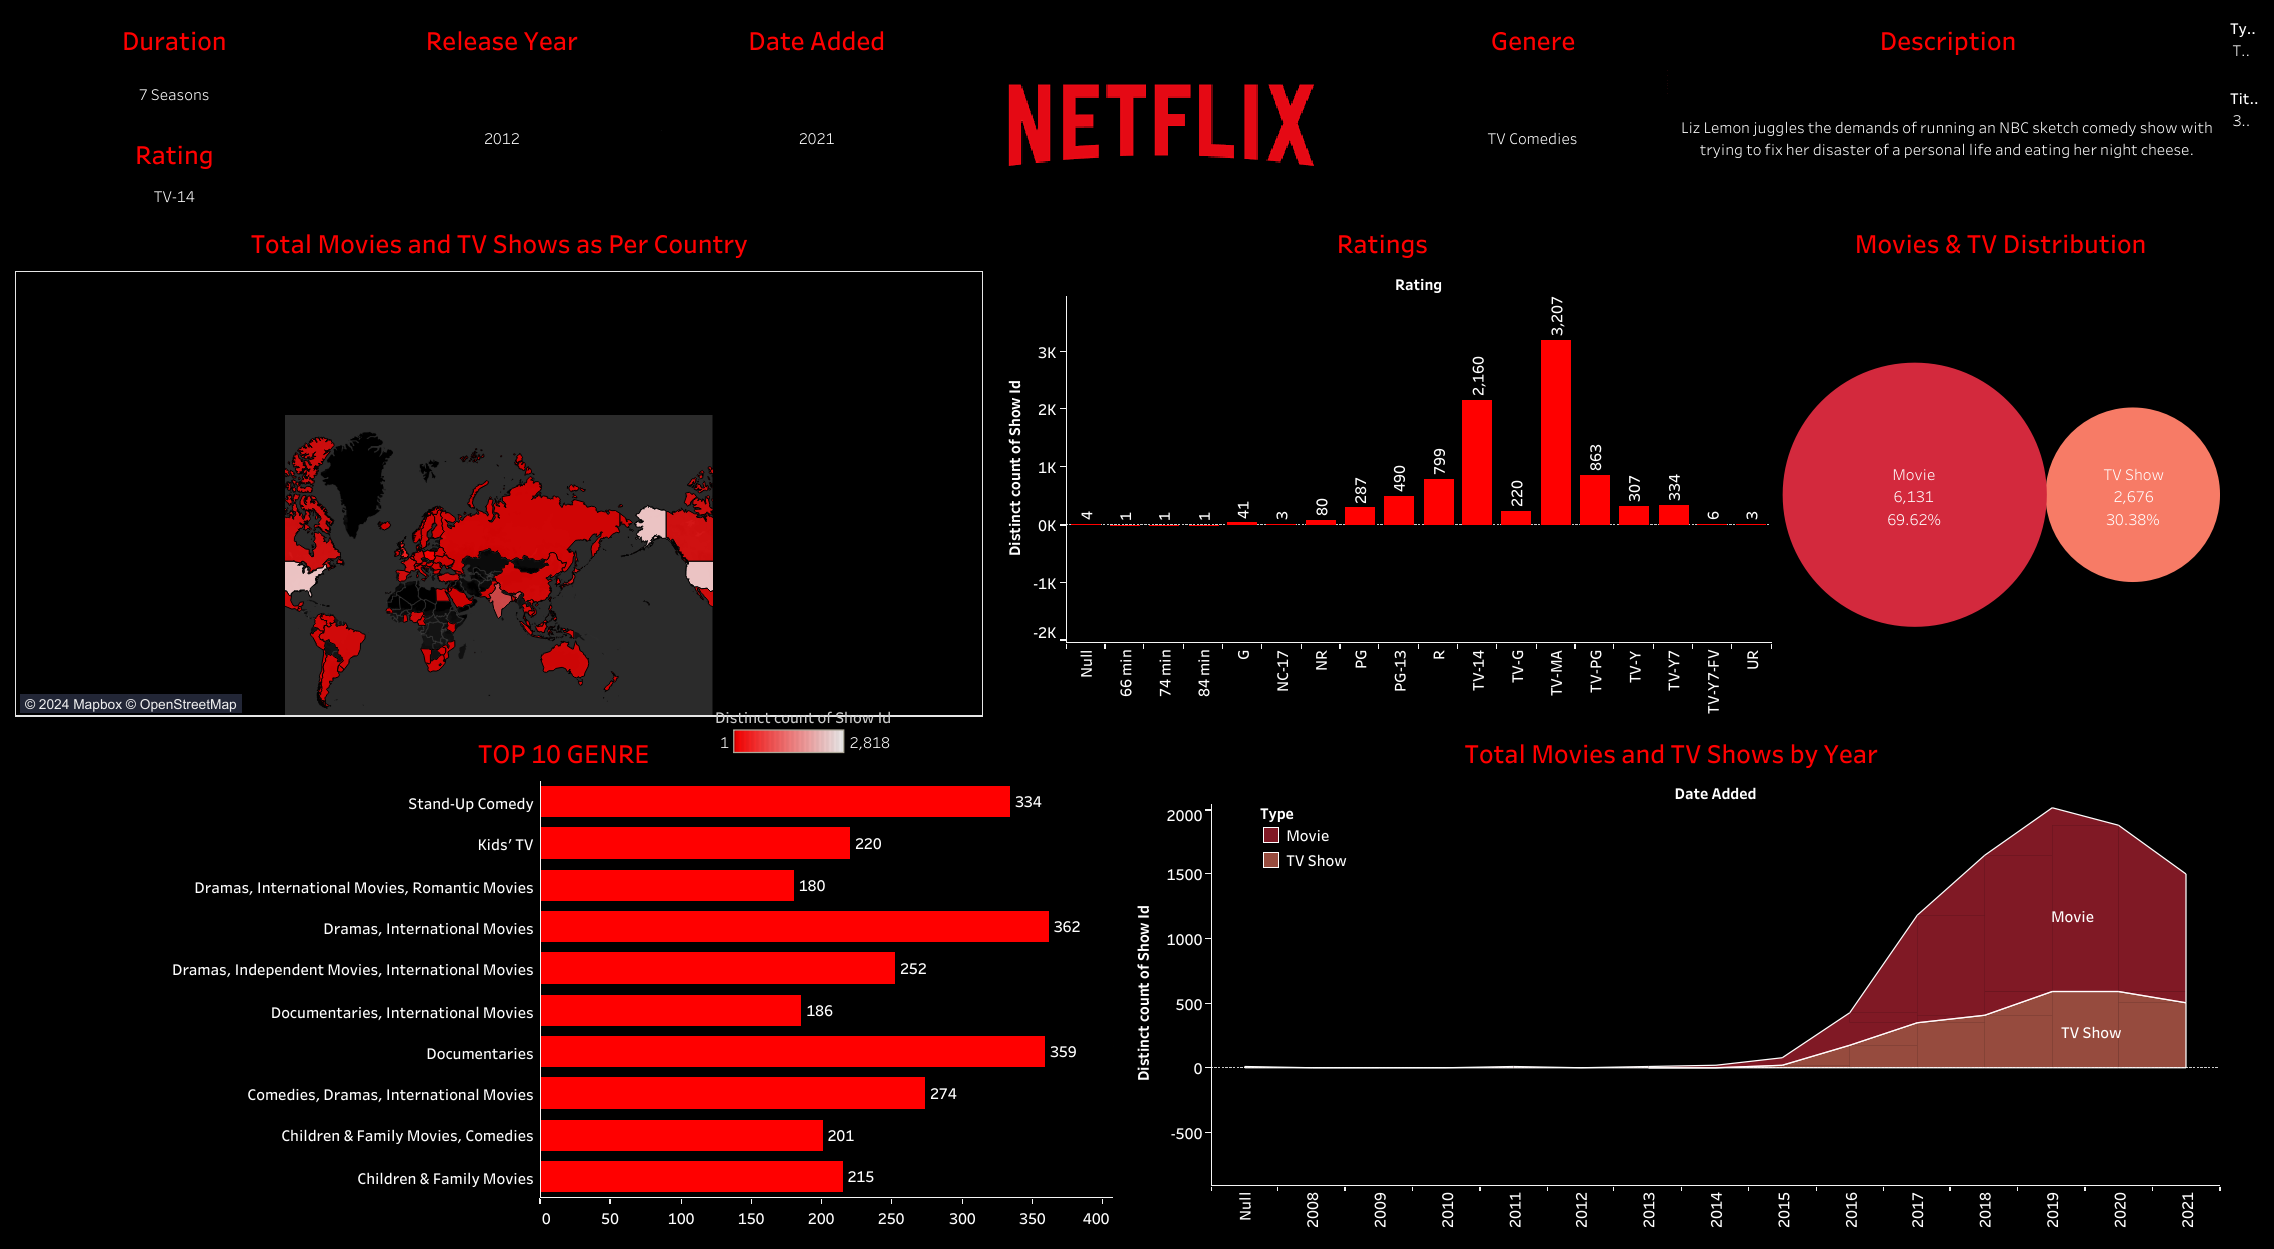 Duration
7 Seasons
Rating
TV-14
Release Year
2012
Date Added
2021
NETFLIX
Genere
TV Comedies
Description
Liz Lemon juggles the demands of running an NBC sketch comedy show with
trying to fix her disaster of a personal life and eating her night cheese.
Ty..
T..
Tit..
3..
Total Movies and TV Shows as Per Country
© 2024 Mapbox © OpenStreetMap
Distinct count of Show Id
1
2,818
Ratings
Rating
Distinct count of Show Id
3K
2K
1K
0K
-1K
-2K
4
1
1
1
41
3
80
287
490
799
2,160
220
3,207
863
307
334
6
3
Null
66 min
74 min
84 min
G
NC-17
NR
PG
PG-13
R
TV-14
TV-G
TV-MA
TV-PG
TV-Y
TV-Y7
TV-Y7-FV
UR
Movies & TV Distribution
Movie
6,131
69.62%
TV Show
2,676
30.38%
TOP 10 GENRE
Stand-Up Comedy 334
Kids’ TV 220
Dramas, International Movies, Romantic Movies 180
Dramas, International Movies 362
Dramas, Independent Movies, International Movies 252
Documentaries, International Movies 186
Documentaries 359
Comedies, Dramas, International Movies 274
Children & Family Movies, Comedies 201
Children & Family Movies 215
0 50 100 150 200 250 300 350 400
Total Movies and TV Shows by Year
Date Added
Type
Movie
TV Show
Distinct count of Show Id
2000
1500
1000
500
0
-500
Movie
TV Show
Null
2008
2009
2010
2011
2012
2013
2014
2015
2016
2017
2018
2019
2020
2021